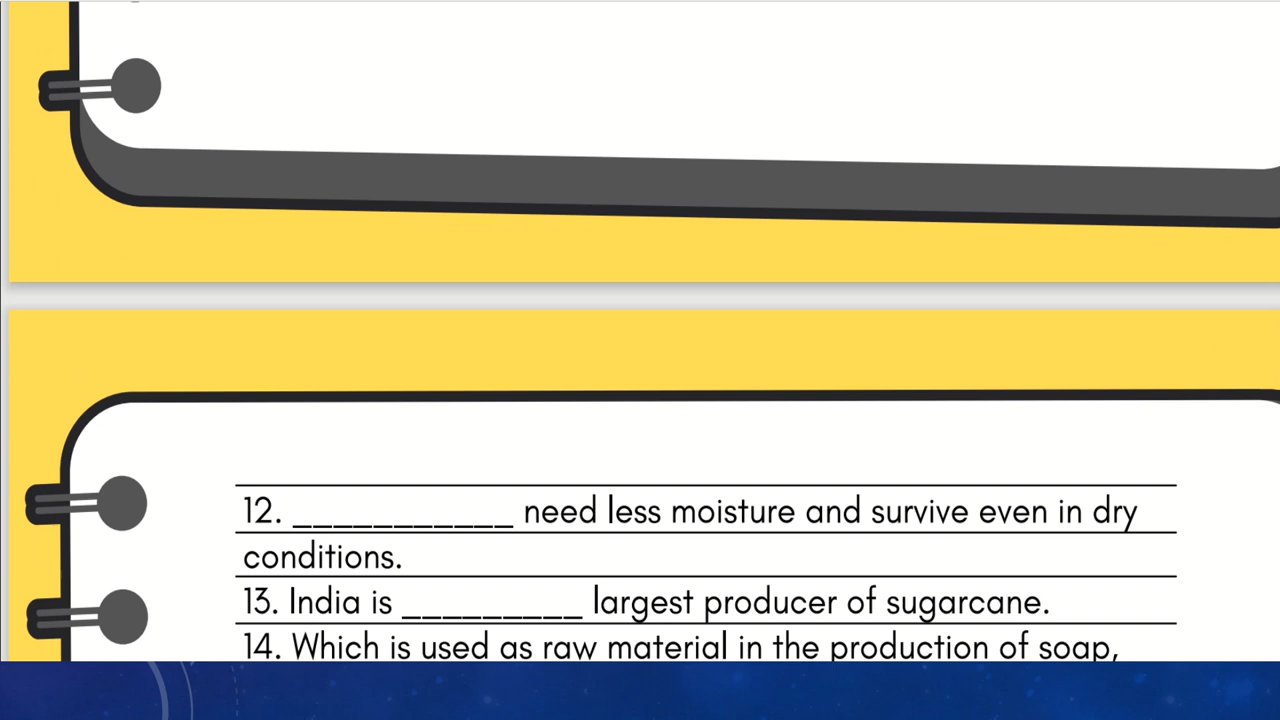 12. ___________ need less moisture and survive even in dry
conditions.
13. India is _________ largest producer of sugarcane.
14. Which is used as raw material in the production of soap,